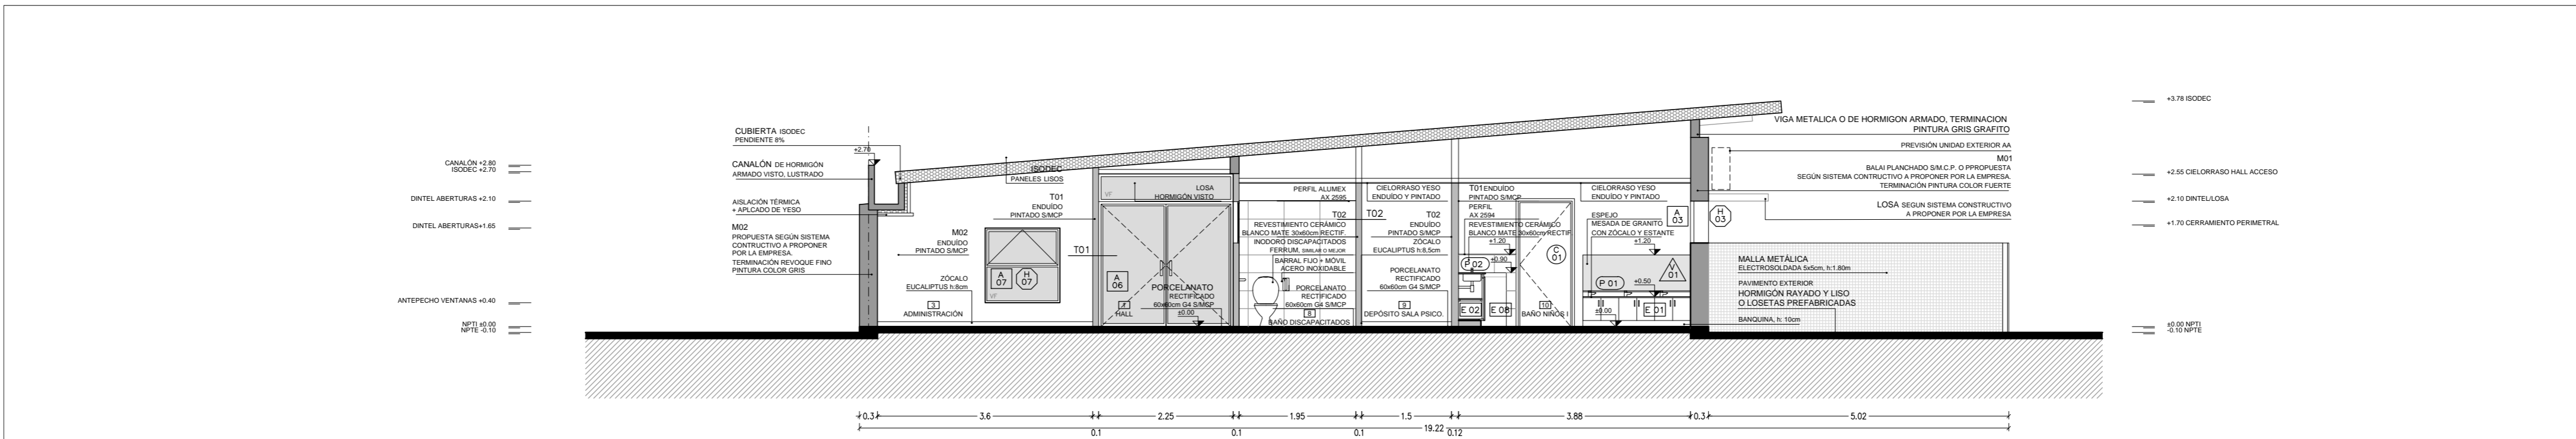 CANALÓN +2.80
ISODEC +2.70
DINTEL ABERTURAS +2.10
DINTEL ABERTURAS+1.65
ANTEPECHO VENTANAS +0.40
NPTI ±0.00
NPTE -0.10
CUBIERTA ISODEC
PENDIENTE 8%
+2.70
CANALÓN DE HORMIGÓN
ARMADO VISTO, LUSTRADO
AISLACIÓN TÉRMICA
+ APLCADO DE YESO
M02
PROPUESTA SEGÚN SISTEMA
CONTRUCTIVO A PROPONER
POR LA EMPRESA.
TERMINACIÓN REVOQUE FINO
PINTURA COLOR GRIS
ISODEC
PANELES LISOS
T01
ENDUÍDO
PINTADO S/MCP
M02
ENDUÍDO
PINTADO S/MCP
T01
ZÓCALO
EUCALIPTUS h:8cm
3
ADMINISTRACIÓN
A
07
H
07
VF
VF
LOSA
HORMIGÓN VISTO
A
06
PORCELANATO
RECTIFICADO
60x60cm G4 S/MSP
1
HALL
±0.00
PERFIL ALUMEX
AX 2595
T02
REVESTIMIENTO CERÁMICO
BLANCO MATE 30x60cm RECTIF.
INODORO DISCAPACITADOS
FERRUM, SIMILAR O MEJOR
BARRAL FIJO + MÓVIL
ACERO INOXIDABLE
PORCELANATO
RECTIFICADO
60x60cm G4 S/MSP
8
BAÑO DISCAPACITADOS
CIELORRASO YESO
ENDUÍDO Y PINTADO
T02
T02
ENDUÍDO
PINTADO S/MCP
ZÓCALO
EUCALIPTUS h:8,5cm
PORCELANATO
RECTIFICADO
60x60cm G4 S/MCP
9
DEPÓSITO SALA PSICO.
T01 ENDUÍDO
PINTADO S/MCP
PERFIL
AX 2594
REVESTIMIENTO CERÁMICO
BLANCO MATE 30x60cm RECTIF
+1.20
P 02
+0.90
C
01
E 02
E 08
10
BAÑO NIÑOS I
CIELORRASO YESO
ENDUÍDO Y PINTADO
ESPEJO
MESADA DE GRANITO
CON ZÓCALO Y ESTANTE
+1.20
A
03
H
03
V
01
P 01
+0.50
±0.00
E 01
VIGA METALICA O DE HORMIGON ARMADO, TERMINACION
PINTURA GRIS GRAFITO
PREVISIÓN UNIDAD EXTERIOR AA
M01
BALAI PLANCHADO S/M.C.P. O PPROPUESTA
SEGÚN SISTEMA CONTRUCTIVO A PROPONER POR LA EMPRESA.
TERMINACIÓN PINTURA COLOR FUERTE
LOSA SEGUN SISTEMA CONSTRUCTIVO
A PROPONER POR LA EMPRESA
MALLA METÁLICA
ELECTROSOLDADA 5x5cm, h:1.80m
PAVIMENTO EXTERIOR
HORMIGÓN RAYADO Y LISO
O LOSETAS PREFABRICADAS
BANQUINA, h: 10cm
+3.78 ISODEC
+2.55 CIELORRASO HALL ACCESO
+2.10 DINTEL/LOSA
+1.70 CERRAMIENTO PERIMETRAL
±0.00 NPTI
-0.10 NPTE
0.3 3.6 2.25 1.95 1.5 3.88 0.3 5.02
19.22
0.1 0.1 0.1 0.12